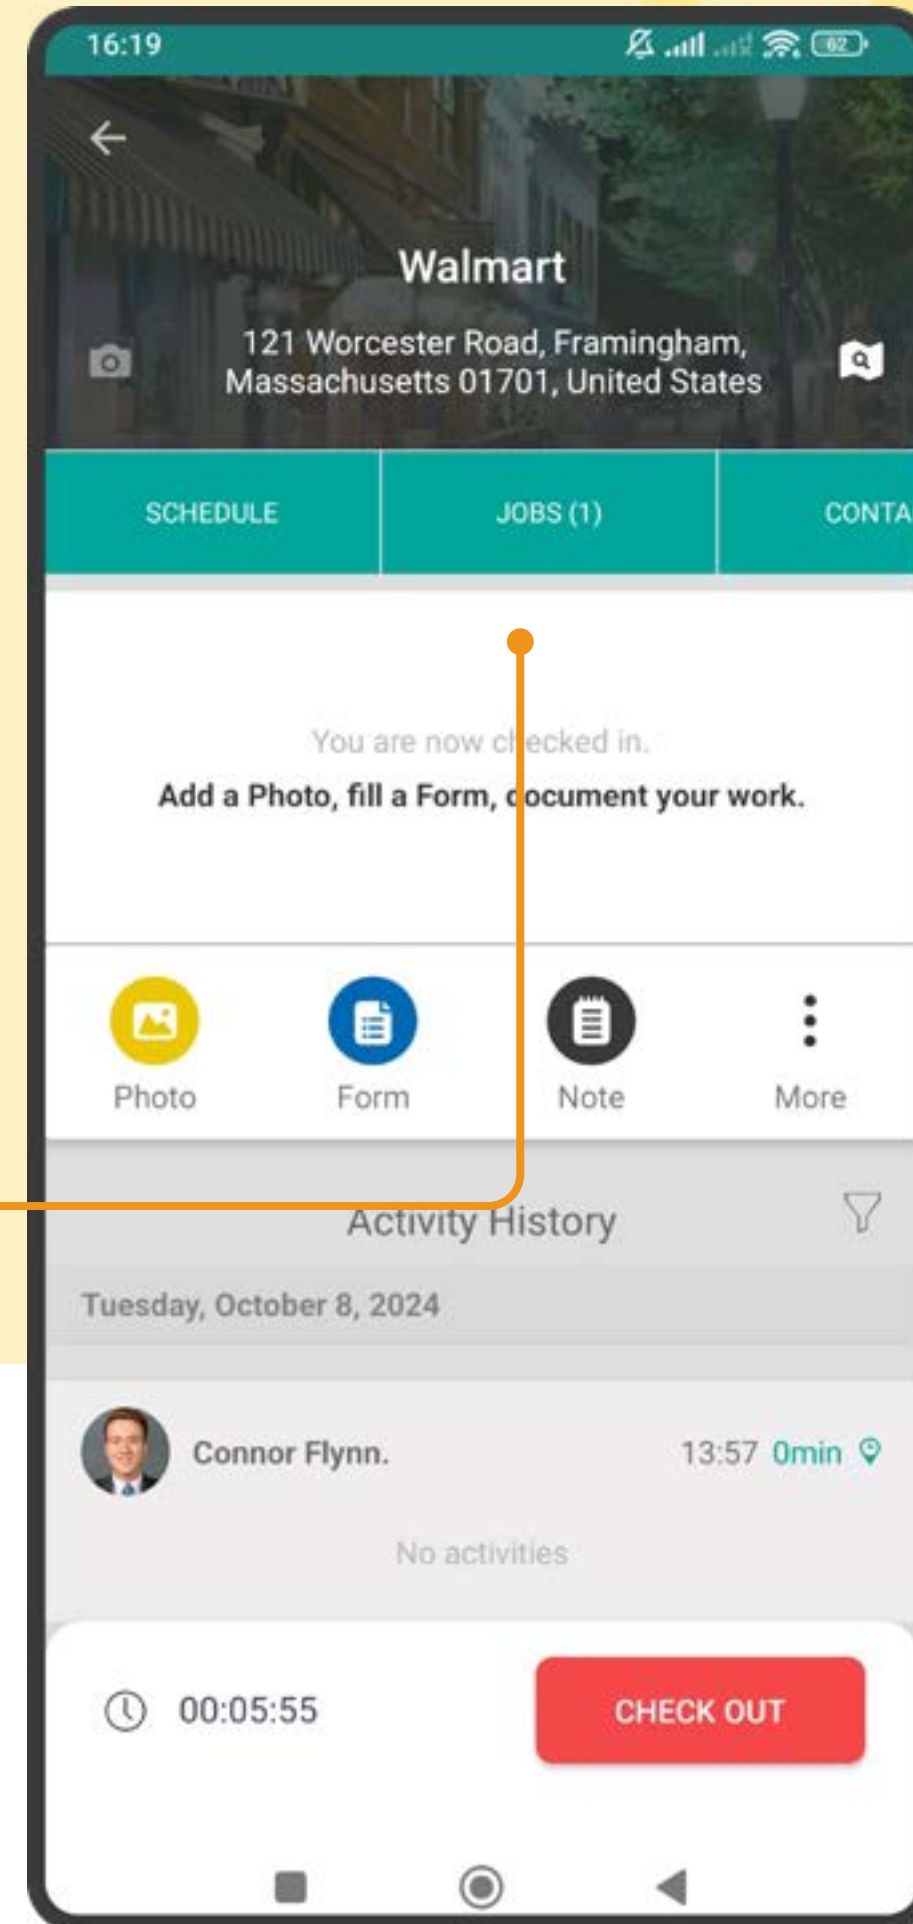 16:19
62
Walmart
121 Worcester Road, Framingham,
Massachusetts 01701, United States
SCHEDULE
JOBS (1)
CONTA
You are now checked in.
Add a Photo, fill a Form, document your work.
Photo
Form
Note
More
Activity History
Tuesday, October 8, 2024
Connor Flynn.
13:57 0min
No activities
00:05:55
CHECK OUT